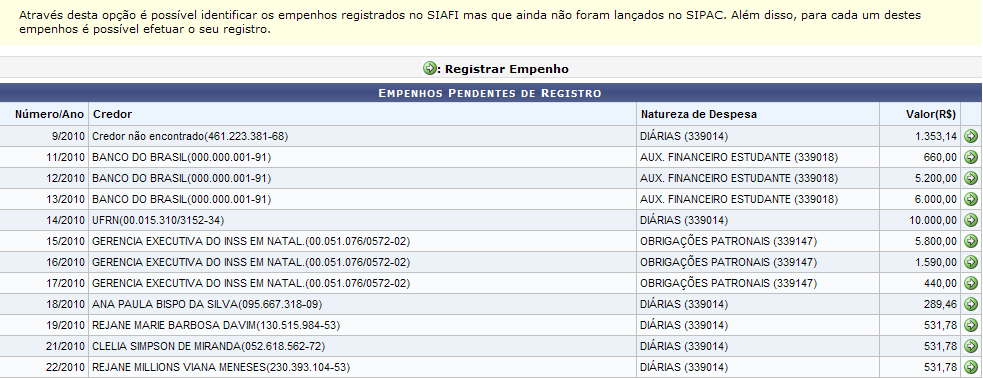 Através desta opção é possível identificar os empenhos registrados no SIAFI mas que ainda não foram lançados no SIPAC. Além disso, para cada um destes
empenhos é possível efetuar o seu registro.
: Registrar Empenho
Empenhos Pendentes de Registro
Número/Ano Credor Natureza de Despesa Valor(R$)
9/2010 Credor não encontrado(461.223.381-68) DIÁRIAS (339014) 1.353,14
11/2010 BANCO DO BRASIL(000.000.001-91) AUX. FINANCEIRO ESTUDANTE (339018) 660,00
12/2010 BANCO DO BRASIL(000.000.001-91) AUX. FINANCEIRO ESTUDANTE (339018) 5.200,00
13/2010 BANCO DO BRASIL(000.000.001-91) AUX. FINANCEIRO ESTUDANTE (339018) 6.000,00
14/2010 UFRN(00.015.310/3152-34) DIÁRIAS (339014) 10.000,00
15/2010 GERENCIA EXECUTIVA DO INSS EM NATAL.(00.051.076/0572-02) OBRIGAÇÕES PATRONAIS (339147) 5.800,00
16/2010 GERENCIA EXECUTIVA DO INSS EM NATAL.(00.051.076/0572-02) OBRIGAÇÕES PATRONAIS (339147) 1.590,00
17/2010 GERENCIA EXECUTIVA DO INSS EM NATAL.(00.051.076/0572-02) OBRIGAÇÕES PATRONAIS (339147) 440,00
18/2010 ANA PAULA BISPO DA SILVA(095.667.318-09) DIÁRIAS (339014) 289,46
19/2010 REJANE MARIE BARBOSA DAVIM(130.515.984-53) DIÁRIAS (339014) 531,78
21/2010 CLELIA SIMPSON DE MIRANDA(052.618.562-72) DIÁRIAS (339014) 531,78
22/2010 REJANE MILLIONS VIANA MENESES(230.393.104-53) DIÁRIAS (339014) 531,78